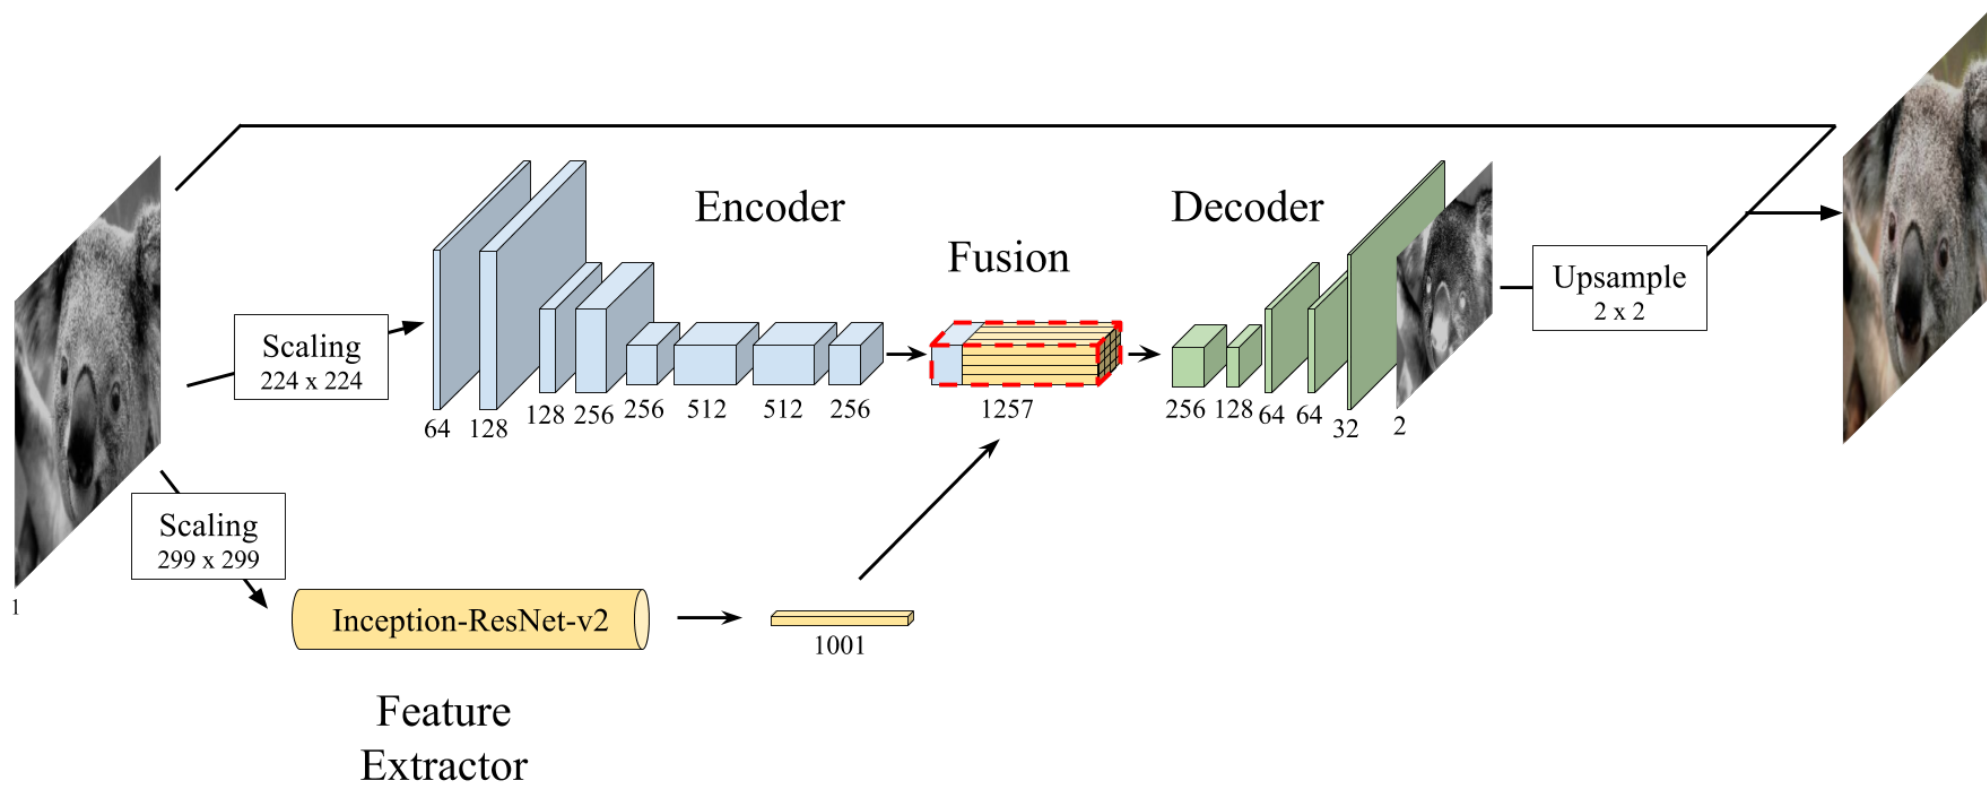 Encoder
Decoder
Fusion
Scaling
224 x 224
Upsample
2 x 2
64
128
128
256
256
512
512
256
1257
256
128
64
64
32
2
Scaling
299 x 299
1
Inception-ResNet-v2
1001
Feature
Extractor